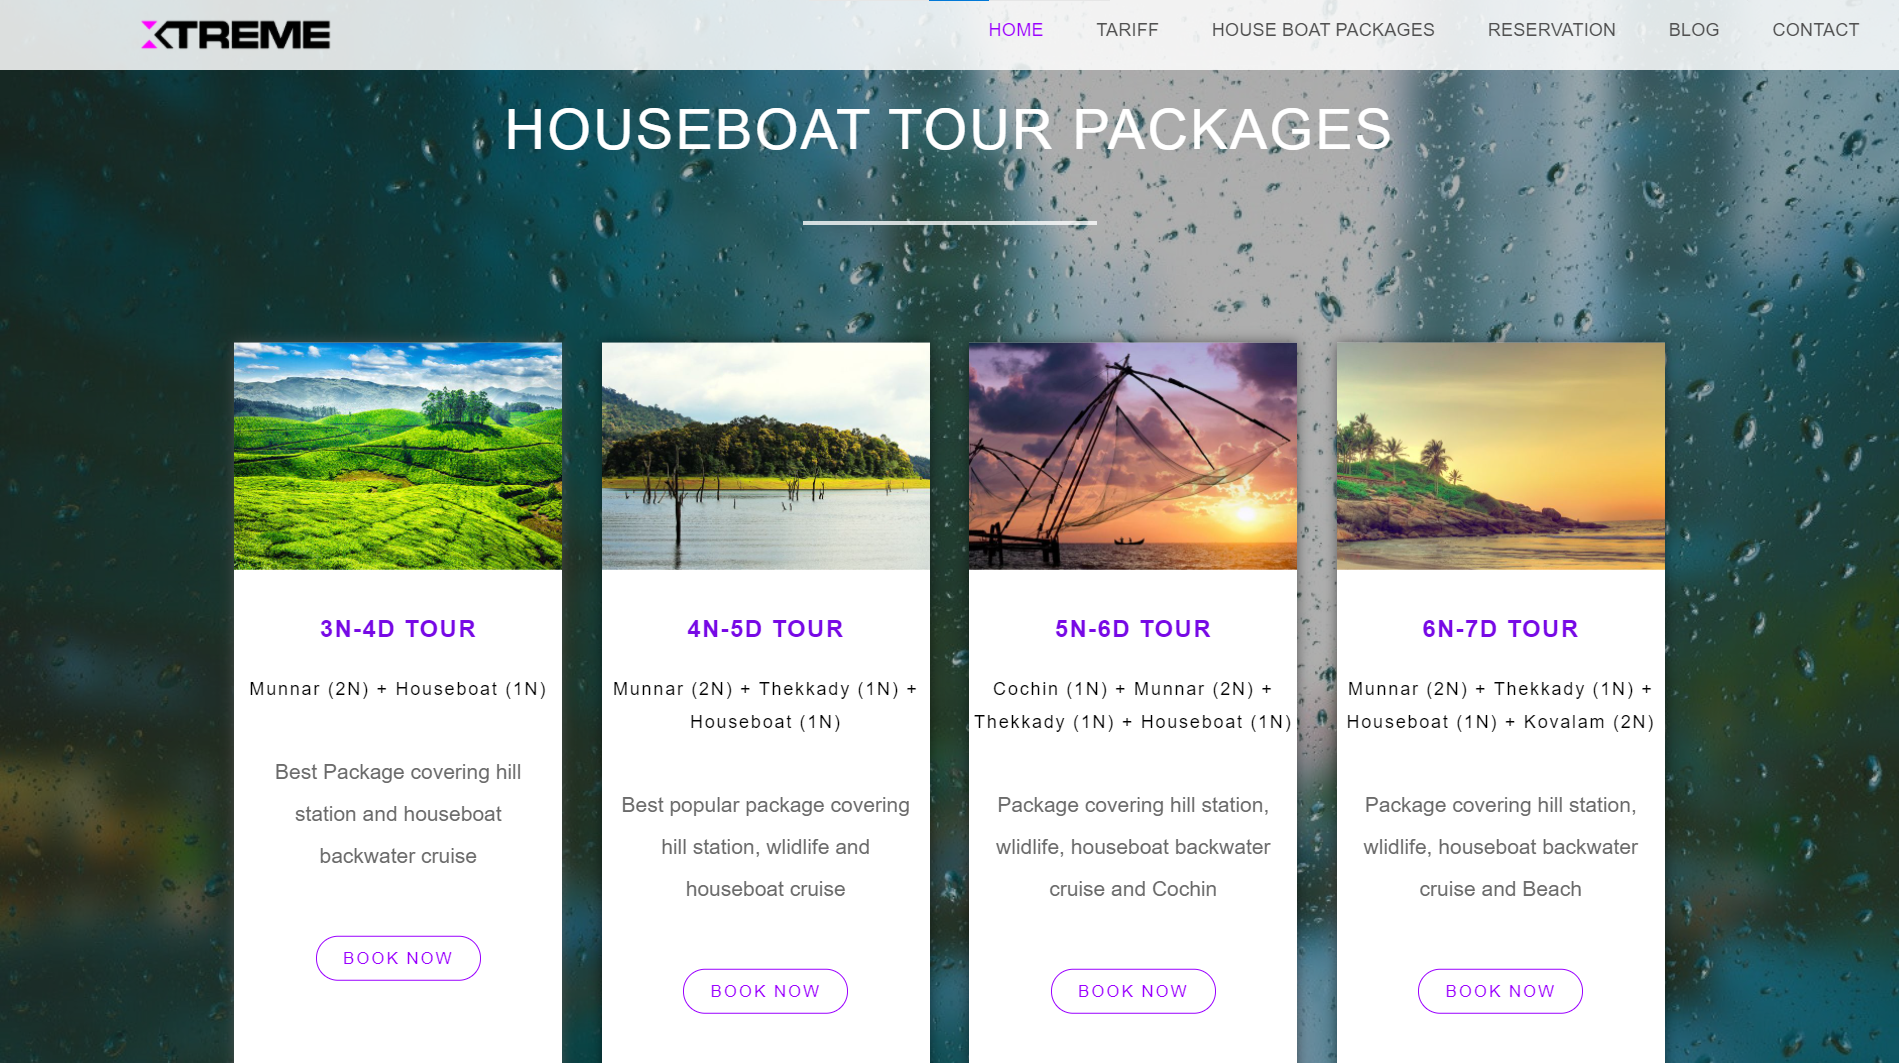 XTREME
HOME
TARIFF
HOUSE BOAT PACKAGES
RESERVATION
BLOG
CONTACT
HOUSEBOAT TOUR PACKAGES
3N-4D TOUR
Munnar (2N) + Houseboat (1N)
Best Package covering hill
station and houseboat
backwater cruise
BOOK NOW
4N-5D TOUR
Munnar (2N) + Thekkady (1N) +
Houseboat (1N)
Best popular package covering
hill station, wlidlife and
houseboat cruise
BOOK NOW
5N-6D TOUR
Cochin (1N) + Munnar (2N) +
Thekkady (1N) + Houseboat (1N)
Package covering hill station,
wlidlife, houseboat backwater
cruise and Cochin
BOOK NOW
6N-7D TOUR
Munnar (2N) + Thekkady (1N) +
Houseboat (1N) + Kovalam (2N)
Package covering hill station,
wlidlife, houseboat backwater
cruise and Beach
BOOK NOW